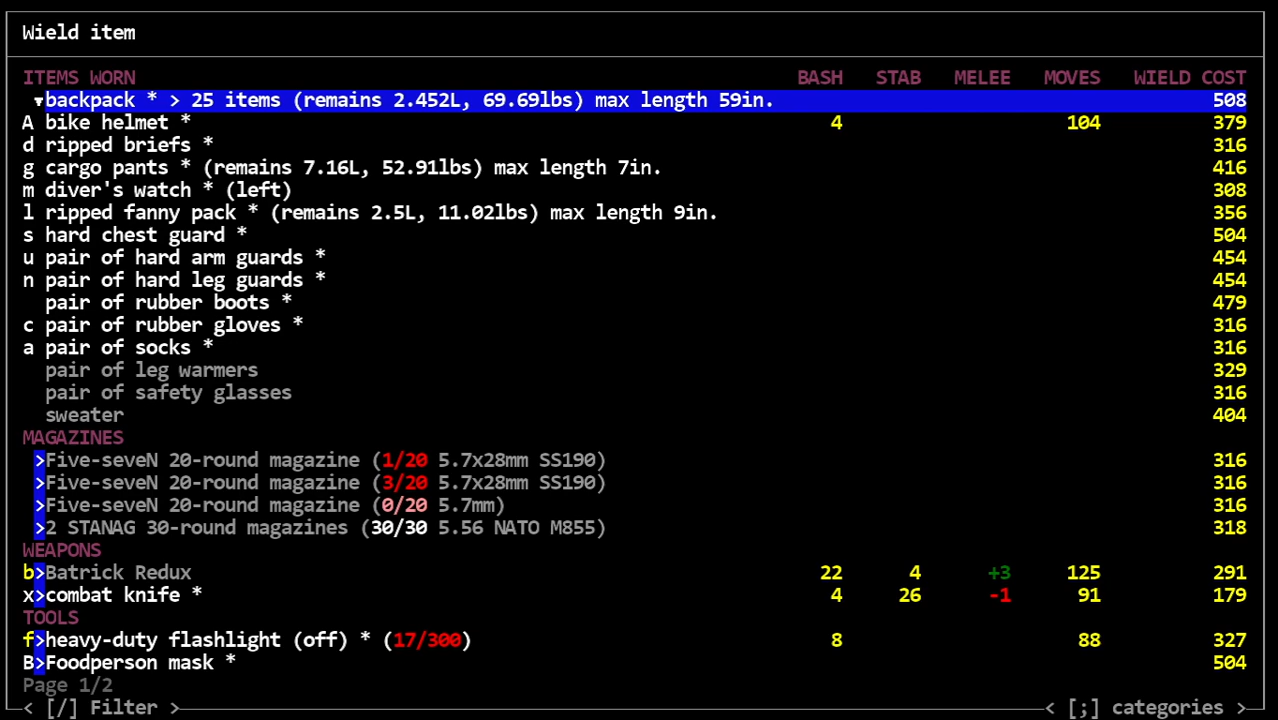 Wield item
ITEMS WORN BASH STAB MELEE MOVES WIELD COST
▾backpack * > 25 items (remains 2.452L, 69.69lbs) max length 59in. 508
A bike helmet * 4 104 379
d ripped briefs * 316
g cargo pants * (remains 7.16L, 52.91lbs) max length 7in. 416
m diver's watch * (left) 308
l ripped fanny pack * (remains 2.5L, 11.02lbs) max length 9in. 356
s hard chest guard * 504
u pair of hard arm guards * 454
n pair of hard leg guards * 454
pair of rubber boots * 479
c pair of rubber gloves * 316
a pair of socks * 316
pair of leg warmers 329
pair of safety glasses 316
sweater 404
MAGAZINES
>Five-seveN 20-round magazine (1/20 5.7x28mm SS190) 316
>Five-seveN 20-round magazine (3/20 5.7x28mm SS190) 316
>Five-seveN 20-round magazine (0/20 5.7mm) 316
>2 STANAG 30-round magazines (30/30 5.56 NATO M855) 318
WEAPONS
b>Batrick Redux 22 4 +3 125 291
x>combat knife * 4 26 -1 91 179
TOOLS
f>heavy-duty flashlight (off) * (17/300) 8 88 327
B>Foodperson mask * 504
Page 1/2
< [/] Filter > < [;] categories >